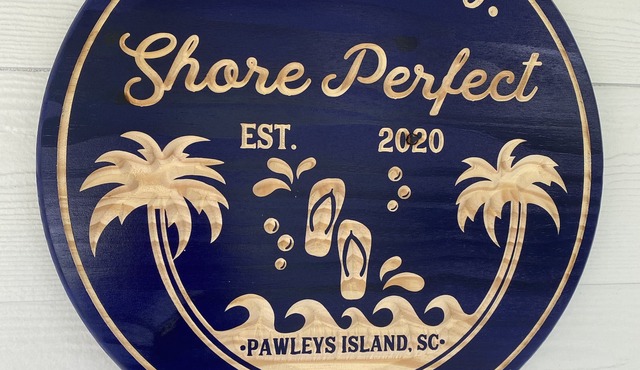 Shore Perfect
EST. 2020
•PAWLEYS ISLAND, SC•